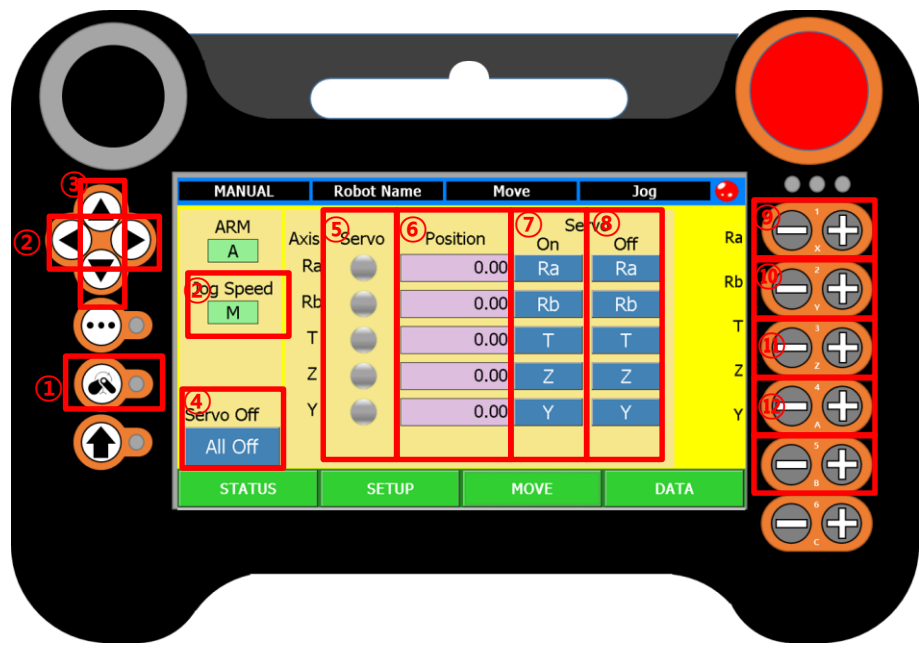 MANUAL Robot Name Move Jog
③
②
①
ARM
A
② Jog Speed
M
④
Servo Off
All Off
Axis ⑤ Servo ⑥ Position ⑦ Servo ⑧
On Off
Ra 0.00 Ra Ra
Rb 0.00 Rb Rb
T 0.00 T T
Z 0.00 Z Z
Y 0.00 Y Y
Ra
Rb
T
Z
Y
STATUS SETUP MOVE DATA
⑨ 1 X
⑩ 2 Y
⑪ 3 Z
⑫ 4 A
5 B
6 C